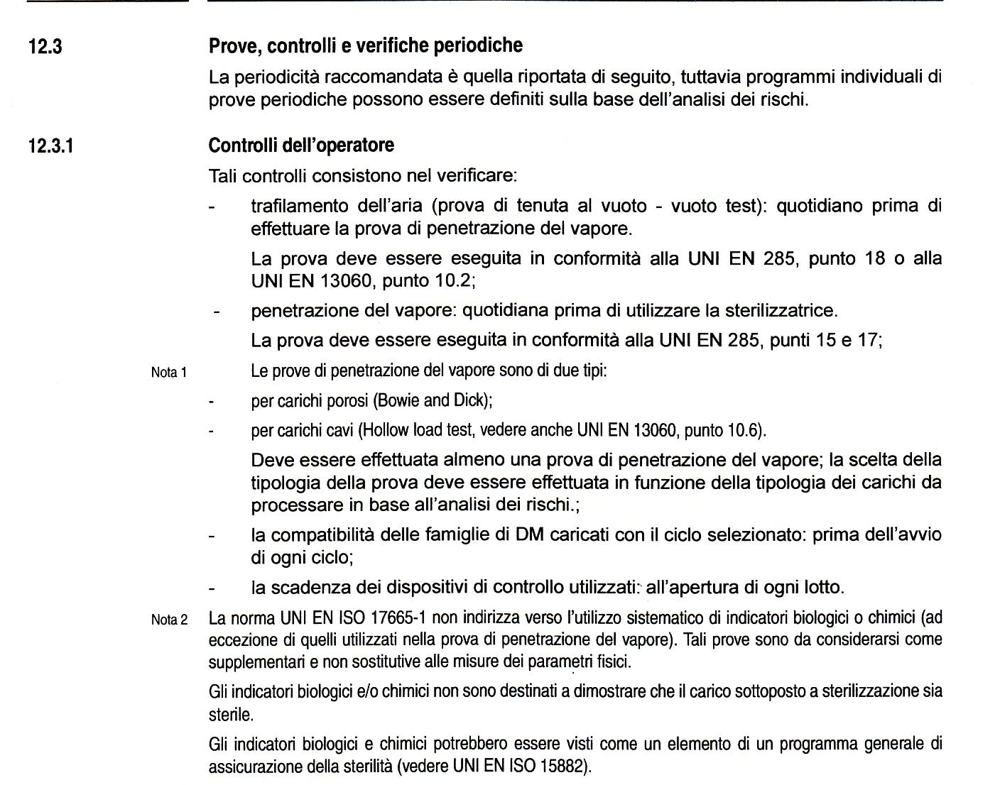 12.3 Prove, controlli e verifiche periodiche
La periodicità raccomandata è quella riportata di seguito, tuttavia programmi individuali di
prove periodiche possono essere definiti sulla base dell'analisi dei rischi.
12.3.1 Controlli dell'operatore
Tali controlli consistono nel verificare:
- trafilamento dell'aria (prova di tenuta al vuoto - vuoto test): quotidiano prima di
effettuare la prova di penetrazione del vapore.
La prova deve essere eseguita in conformità alla UNI EN 285, punto 18 o alla
UNI EN 13060, punto 10.2;
- penetrazione del vapore: quotidiana prima di utilizzare la sterilizzatrice.
La prova deve essere eseguita in conformità alla UNI EN 285, punti 15 e 17;
Nota 1 Le prove di penetrazione del vapore sono di due tipi:
- per carichi porosi (Bowie and Dick);
- per carichi cavi (Hollow load test, vedere anche UNI EN 13060, punto 10.6).
Deve essere effettuata almeno una prova di penetrazione del vapore; la scelta della
tipologia della prova deve essere effettuata in funzione della tipologia dei carichi da
processare in base all'analisi dei rischi.;
- la compatibilità delle famiglie di DM caricati con il ciclo selezionato: prima dell'avvio
di ogni ciclo;
- la scadenza dei dispositivi di controllo utilizzati: all'apertura di ogni lotto.
Nota 2 La norma UNI EN ISO 17665-1 non indirizza verso l'utilizzo sistematico di indicatori biologici o chimici (ad
eccezione di quelli utilizzati nella prova di penetrazione del vapore). Tali prove sono da considerarsi come
supplementari e non sostitutive alle misure dei parametri fisici.
Gli indicatori biologici e/o chimici non sono destinati a dimostrare che il carico sottoposto a sterilizzazione sia
sterile.
Gli indicatori biologici e chimici potrebbero essere visti come un elemento di un programma generale di
assicurazione della sterilità (vedere UNI EN ISO 15882).